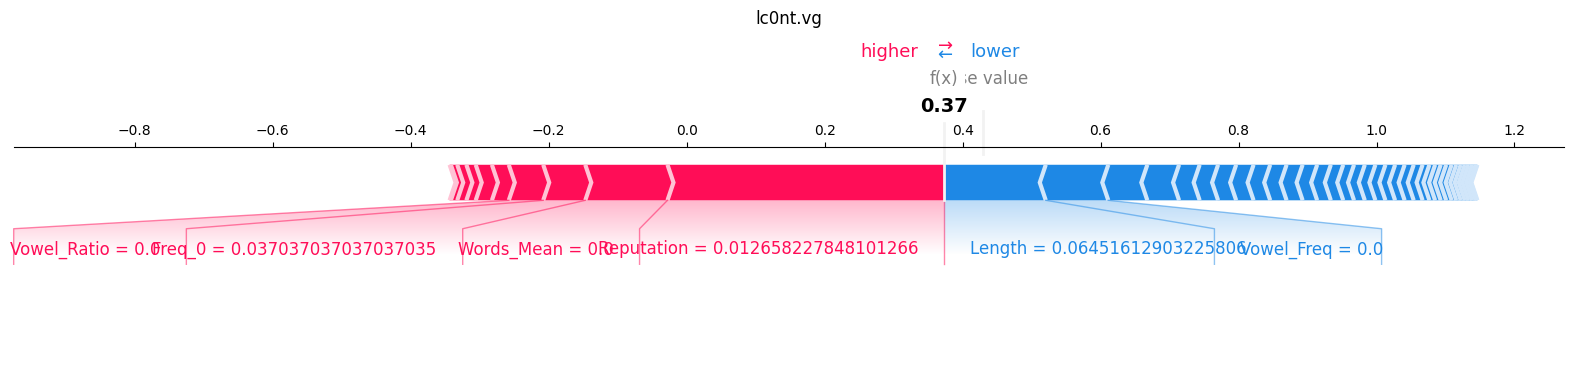 lc0nt.vg
higher ⇄ lower
f(x) se value
0.37
−0.8 −0.6 −0.4 −0.2 0.0 0.2 0.4 0.6 0.8 1.0 1.2
Vowel_Ratio = 0.0 Freq_0 = 0.037037037037037035 Words_Mean = 0.0 Reputation = 0.012658227848101266 Length = 0.06451612903225806 Vowel_Freq = 0.0